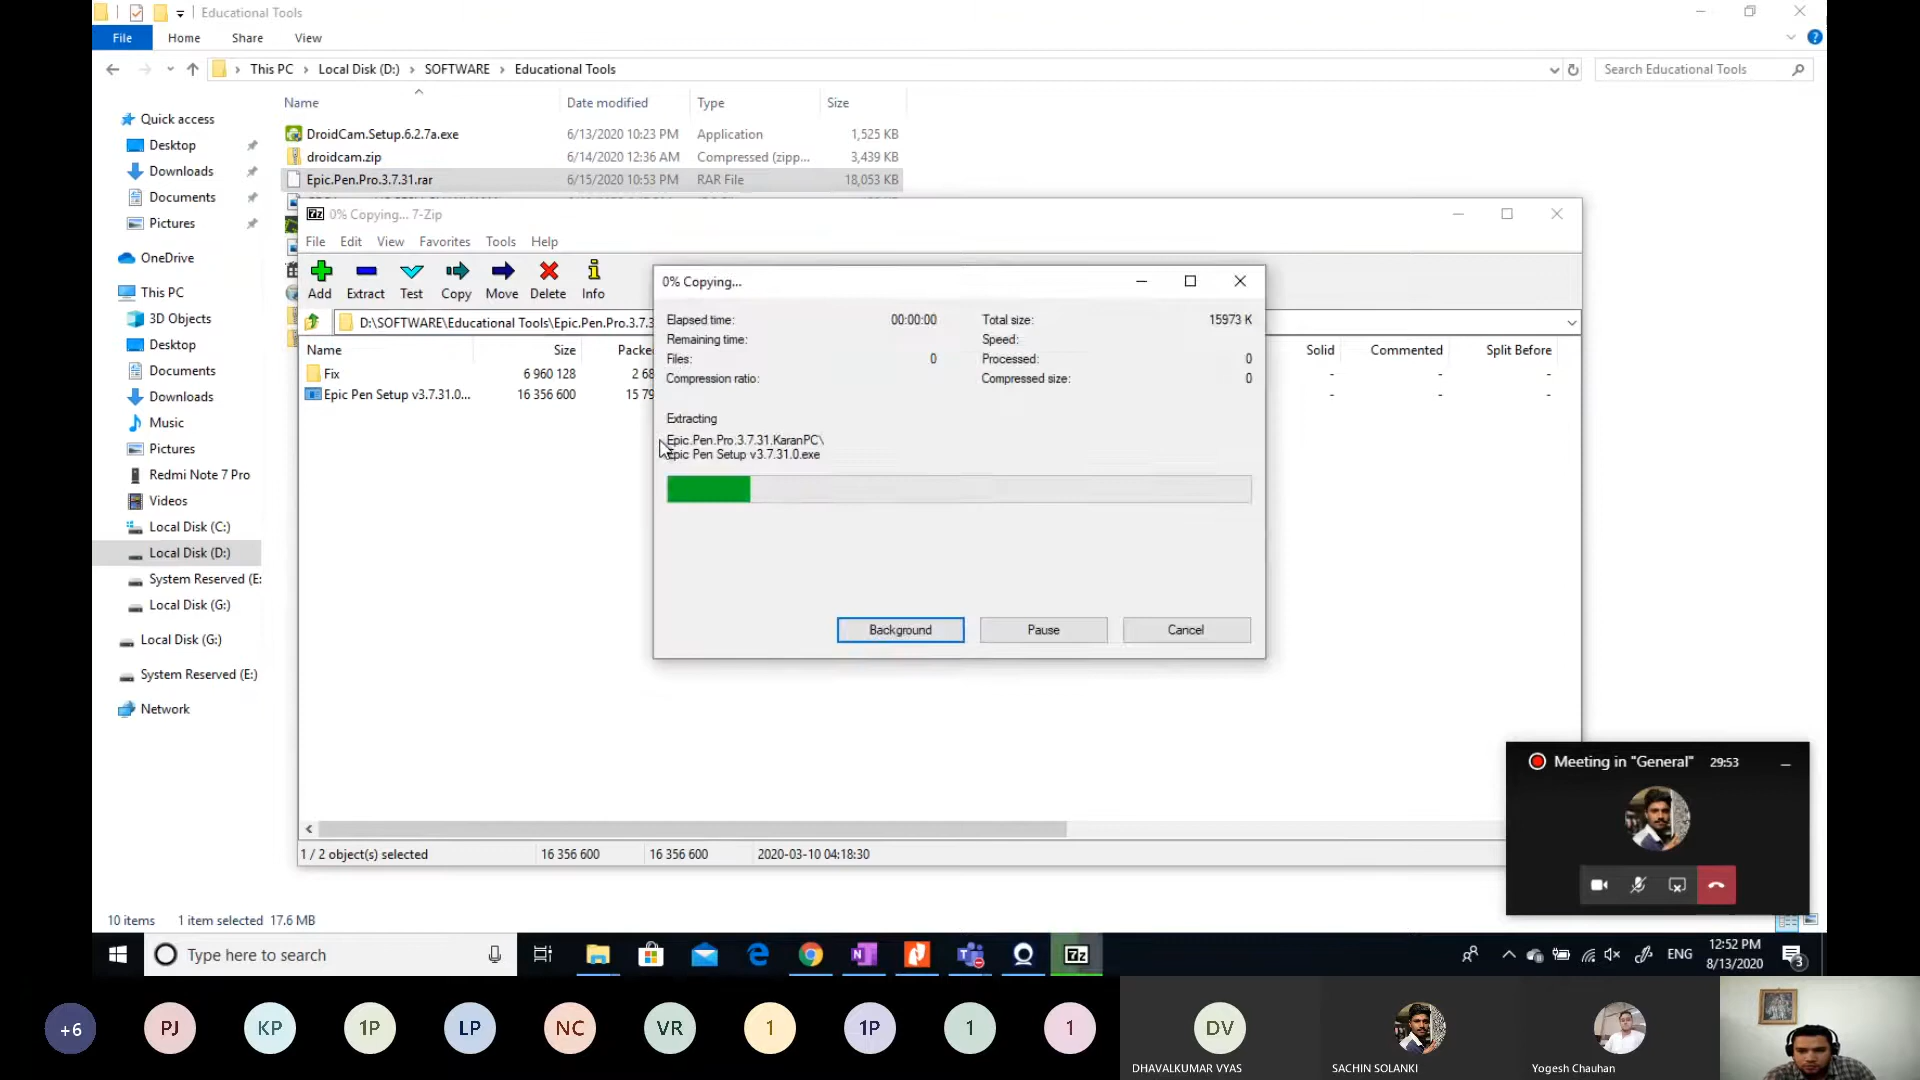 Educational Tools
File Home Share View
This PC Local Disk (D:) SOFTWARE Educational Tools
Search Educational Tools
Name Date modified Type Size
DroidCam.Setup.6.2.7a.exe 6/13/2020 10:23 PM Application 1,525 KB
droidcam.zip 6/14/2020 12:36 AM Compressed (zipp... 3,439 KB
Epic.Pen.Pro.3.7.31.rar 6/15/2020 10:53 PM RAR File 18,053 KB
Quick access
Desktop
Downloads
Documents
Pictures
OneDrive
This PC
3D Objects
Desktop
Documents
Downloads
Music
Pictures
Redmi Note 7 Pro
Videos
Local Disk (C:)
Local Disk (D:)
System Reserved (E:
Local Disk (G:)
Local Disk (G:)
System Reserved (E:)
Network
0% Copying... 7-Zip
File Edit View Favorites Tools Help
Add Extract Test Copy Move Delete Info
D:\SOFTWARE\Educational Tools\Epic.Pen.Pro.3.7.3
Name Size Packe Solid Commented Split Before
Fix 6 960 128 2 68 - - -
Epic Pen Setup v3.7.31.0... 16 356 600 15 79 - - -
1 / 2 object(s) selected 16 356 600 16 356 600 2020-03-10 04:18:30
0% Copying...
Elapsed time: 00:00:00 Total size: 15973 K
Remaining time: Speed:
Files: 0 Processed: 0
Compression ratio: Compressed size: 0
Extracting
Epic.Pen.Pro.3.7.31.KaranPC\
Epic Pen Setup v3.7.31.0.exe
Background Pause Cancel
Meeting in "General" 29:53
10 items 1 item selected 17.6 MB
Type here to search
7z
ENG
12:52 PM
8/13/2020
3
+6 PJ KP 1P LP NC VR 1 1P 1 1 DV
DHAVALKUMAR VYAS SACHIN SOLANKI Yogesh Chauhan